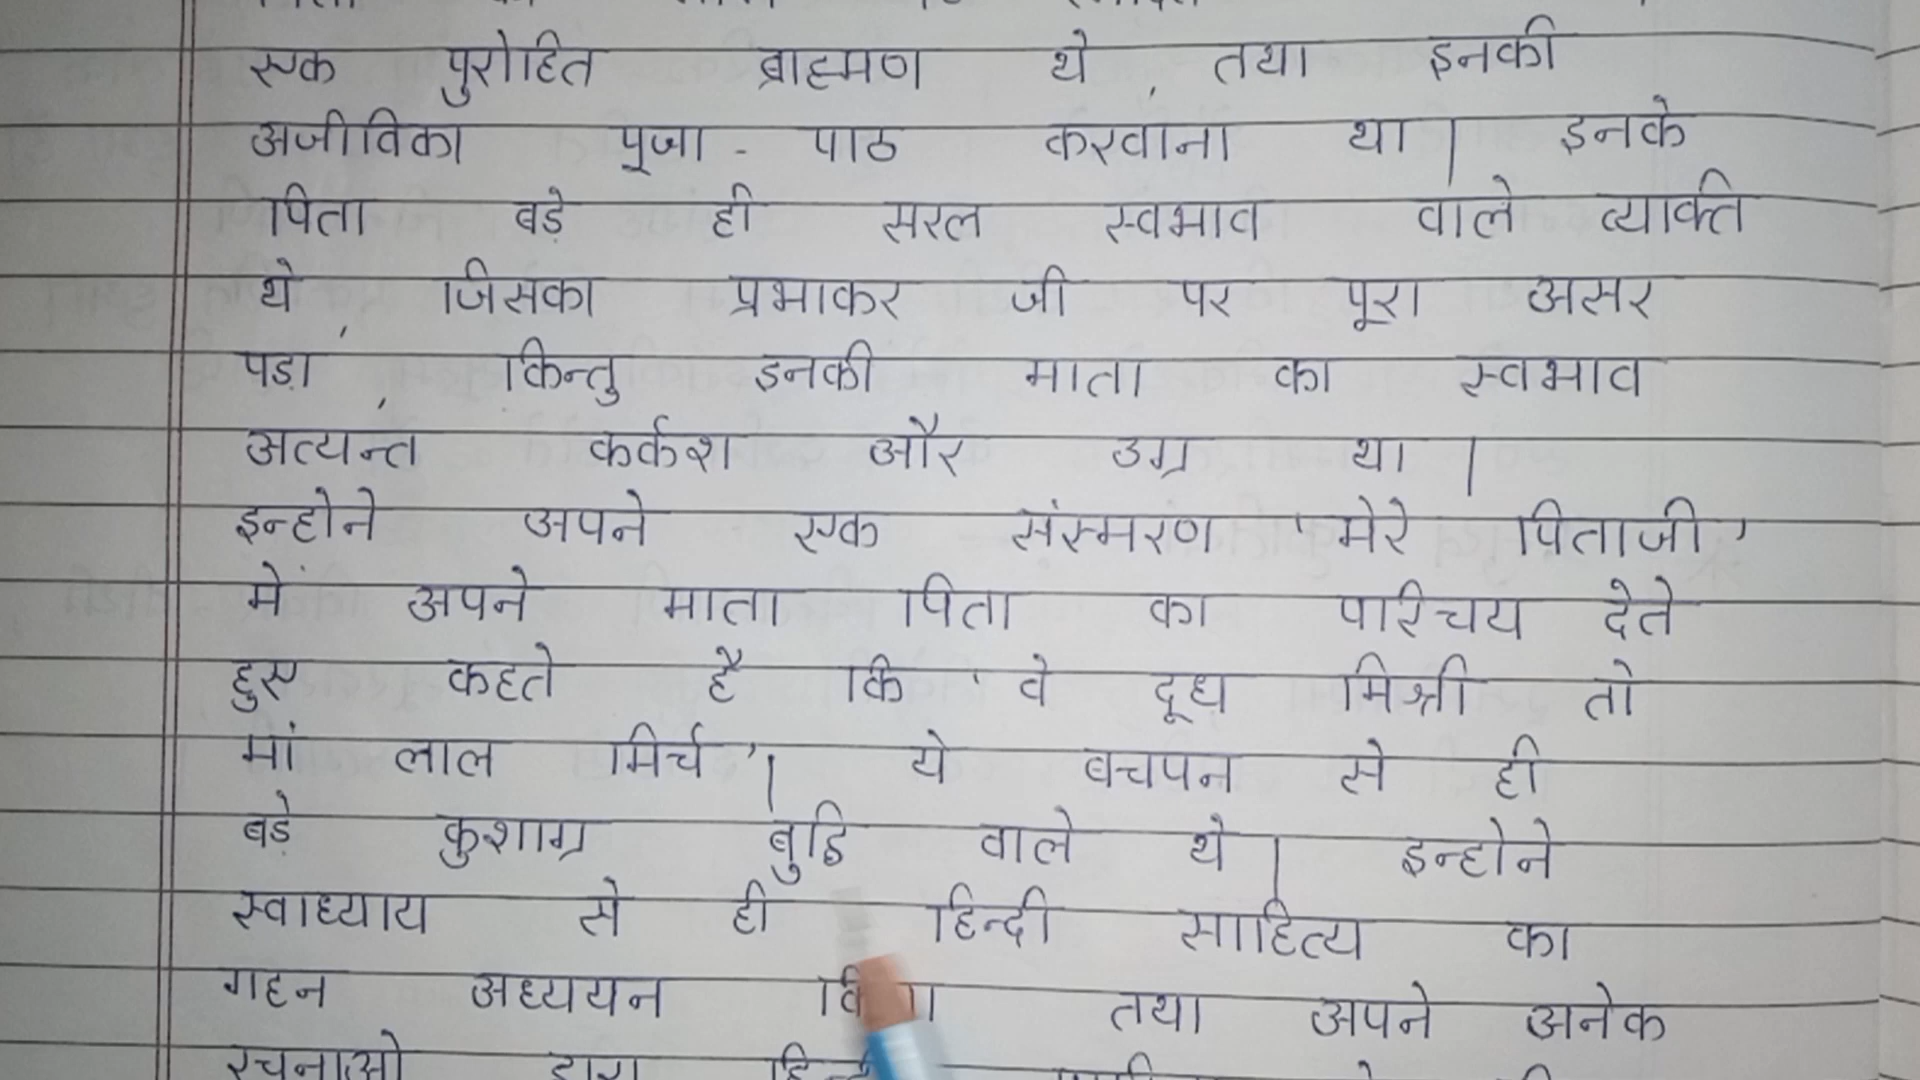 एक पुरोहित ब्राह्मण थे, तथा इनकी
अजीविका पूजा - पाठ करवाना था। इनके
पिता बड़े ही सरल स्वभाव वाले व्यक्ति
थे, जिसका प्रभाकर जी पर पूरा असर
पड़ा, किन्तु इनकी माता का स्वभाव
अत्यन्त कर्कश और उग्र था।
इन्होने अपने एक संस्मरण 'मेरे पिताजी'
में अपने माता पिता का परिचय देते
हुए कहते है कि 'वे दूध मिश्री तो
मां लाल मिर्च'। ये बचपन से ही
बड़े कुशाग्र बुद्धि वाले थे। इन्होने
स्वाध्याय से ही हिन्दी साहित्य का
गहन अध्ययन तथा अपने अनेक
रचनाओ द्वारा